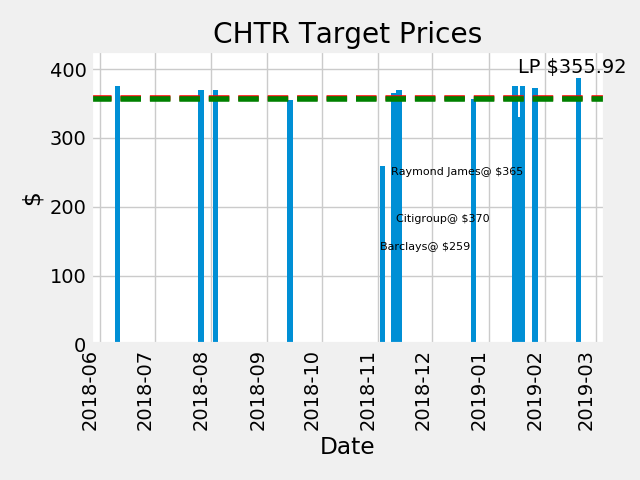 CHTR Target Prices
LP $355.92
400
300
200
100
0
$
Raymond James@ $365
Citigroup@ $370
Barclays@ $259
2018-06
2018-07
2018-08
2018-09
2018-10
2018-11
2018-12
2019-01
2019-02
2019-03
Date